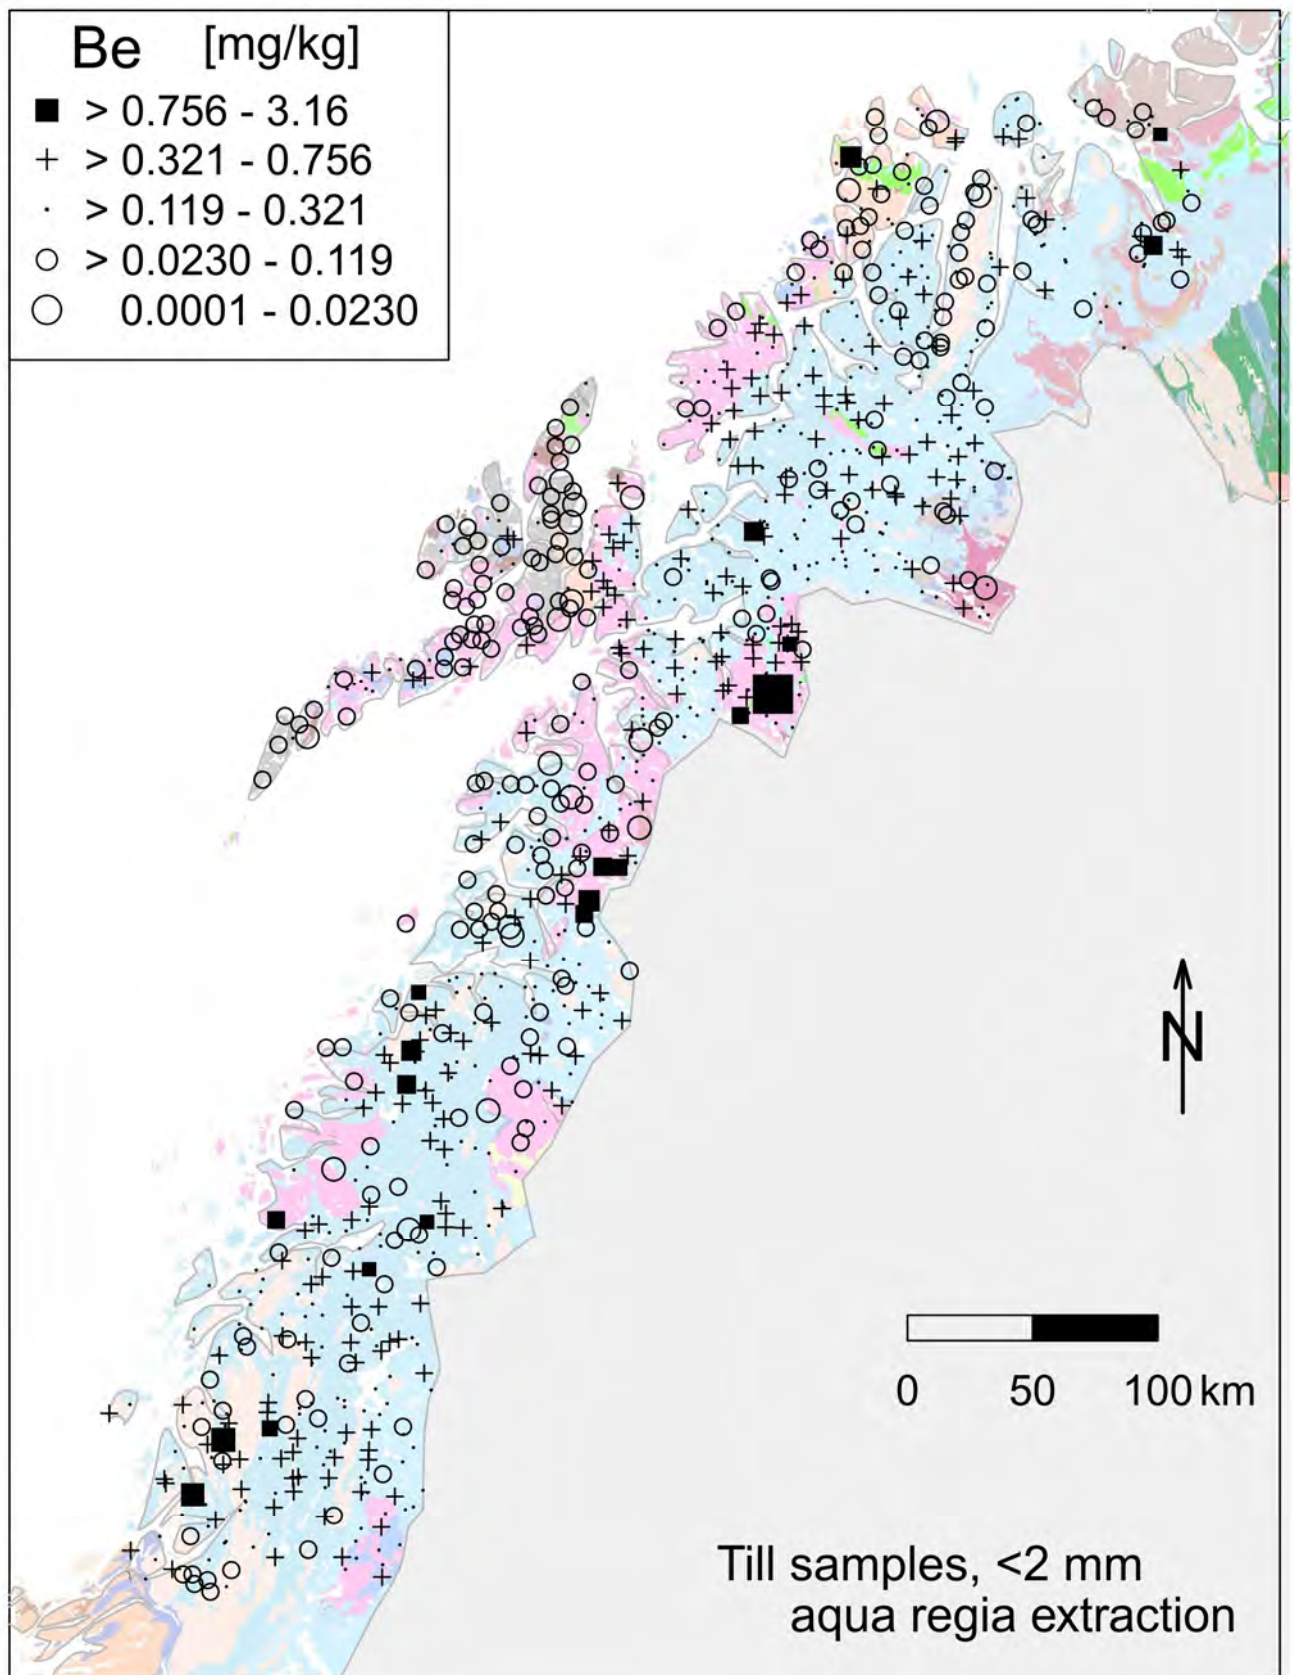 Be [mg/kg]
> 0.756 - 3.16
> 0.321 - 0.756
> 0.119 - 0.321
> 0.0230 - 0.119
0.0001 - 0.0230
N
0 50 100 km
Till samples, <2 mm
aqua regia extraction